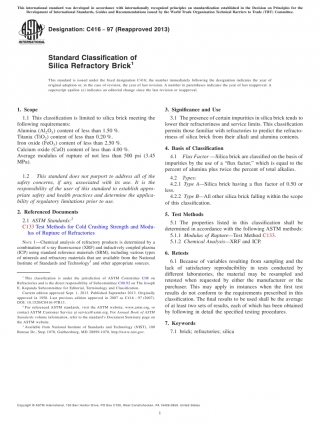 This international standard was developed in accordance with internationally recognized principles on standardization established in the Decision on Principles for the
Development of International Standards, Guides and Recommendations issued by the World Trade Organization Technical Barriers to Trade (TBT) Committee.
Designation: C416 – 97 (Reapproved 2013)
Standard Classification of
Silica Refractory Brick¹
This standard is issued under the fixed designation C416; the number immediately following the designation indicates the year of
original adoption or, in the case of revision, the year of last revision. A number in parentheses indicates the year of last reapproval. A
superscript epsilon (ε) indicates an editorial change since the last revision or reapproval.
1. Scope
1.1 This classification is limited to silica brick meeting the
following requirements:
Alumina (Al₂O₃) content of less than 1.50 %.
Titania (TiO₂) content of less than 0.20 %.
Iron oxide (FeO₃) content of less than 2.50 %.
Calcium oxide (CaO) content of less than 4.00 %.
Average modulus of rupture of not less than 500 psi (3.45
MPa).
1.2 This standard does not purport to address all of the
safety concerns, if any, associated with its use. It is the
responsibility of the user of this standard to establish appro-
priate safety and health practices and determine the applica-
bility of regulatory limitations prior to use.
2. Referenced Documents
2.1 ASTM Standards:²
C133 Test Methods for Cold Crushing Strength and Modu-
lus of Rupture of Refractories
NOTE 1—Chemical analysis of refractory products is determined by a
combination of x-ray fluorescence (XRF) and inductively coupled plasma
(ICP) using standard reference materials (SRM), including various types
of minerals and refractory materials that are available from the National
Institute of Standards and Technology³ and other appropriate sources.
¹ This classification is under the jurisdiction of ASTM Committee C08 on
Refractories and is the direct responsibility of Subcommittee C08.92 on The Joseph
E. Kopanda Subcommittee for Editorial, Terminology and Classification.
Current edition approved Sept. 1, 2013. Published September 2013. Originally
approved in 1958. Last previous edition approved in 2007 as C416 – 97 (2007).
DOI: 10.1520/C0416-97R13.
² For referenced ASTM standards, visit the ASTM website, www.astm.org, or
contact ASTM Customer Service at service@astm.org. For Annual Book of ASTM
Standards volume information, refer to the standard's Document Summary page on
the ASTM website.
³ Available from National Institute of Standards and Technology (NIST), 100
Bureau Dr., Stop 1070, Gaithersburg, MD 20899-1070, http://www.nist.gov.
3. Significance and Use
3.1 The presence of certain impurities in silica brick tends to
lower their refractoriness and service limits. This classification
permits those familiar with refractories to predict the refracto-
riness of silica brick from their alkali and alumina contents.
4. Basis of Classification
4.1 Flux Factor —Silica brick are classified on the basis of
impurities by the use of a "flux factor," which is equal to the
percent of alumina plus twice the percent of total alkalies.
4.2 Types:
4.2.1 Type A—Silica brick having a flux factor of 0.50 or
less.
4.2.2 Type B—All other silica brick falling within the scope
of this classification.
5. Test Methods
5.1 The properties listed in this classification shall be
determined in accordance with the following ASTM methods:
5.1.1 Modulus of Rupture—Test Method C133.
5.1.2 Chemical Analysis—XRF and ICP.
6. Retests
6.1 Because of variables resulting from sampling and the
lack of satisfactory reproducibility in tests conducted by
different laboratories, the material may be resampled and
retested when requested by either the manufacturer or the
purchaser. This may apply in instances when the first test
results do not conform to the requirements prescribed in this
classification. The final results to be used shall be the average
of at least two sets of results, each of which has been obtained
by following in detail the specified testing procedures.
7. Keywords
7.1 brick; refractories; silica
Copyright © ASTM International, 100 Barr Harbor Drive, PO Box C700, West Conshohocken, PA 19428-2959. United States
1